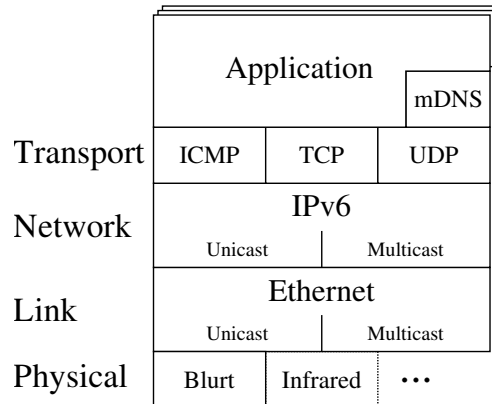 Application
mDNS
Transport ICMP TCP UDP
Network IPv6
Unicast Multicast
Link Ethernet
Unicast Multicast
Physical Blurt Infrared ...